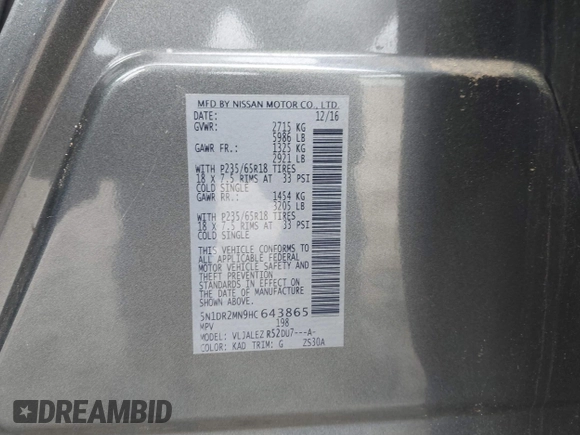 MFD BY NISSAN MOTOR CO., LTD.
DATE: 12/16
GVWR: 2715 KG
5986 LB
GAWR FR.: 1325 KG
2921 LB
WITH P235/65R18 TIRES
18 X 7.5 RIMS AT 33 PSI
COLD SINGLE
GAWR RR.: 1454 KG
3205 LB
WITH P235/65R18 TIRES
18 X 7.5 RIMS AT 33 PSI
COLD SINGLE
THIS VEHICLE CONFORMS TO
ALL APPLICABLE FEDERAL
MOTOR VEHICLE SAFETY AND
THEFT PREVENTION
STANDARDS IN EFFECT ON
THE DATE OF MANUFACTURE
SHOWN ABOVE.
5N1DR2MN9HC643865
MPV 198
MODEL: VLJALEZ R52DU7---A-
COLOR: KAD TRIM: G ZS30A
DREAMBID